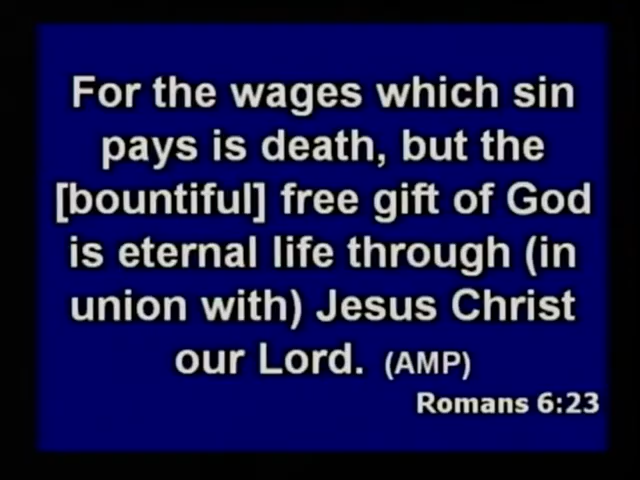 For the wages which sin
pays is death, but the
[bountiful] free gift of God
is eternal life through (in
union with) Jesus Christ
our Lord. (AMP)
Romans 6:23